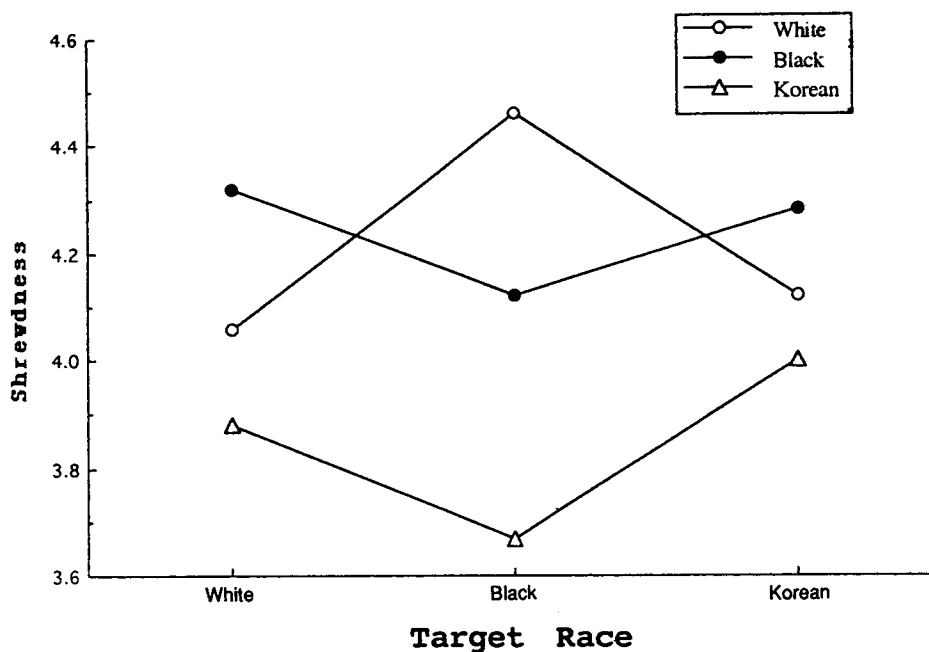 White
Black
Korean
4.6
4.4
4.2
4.0
3.8
3.6
Shrewdness
White Black Korean
Target Race